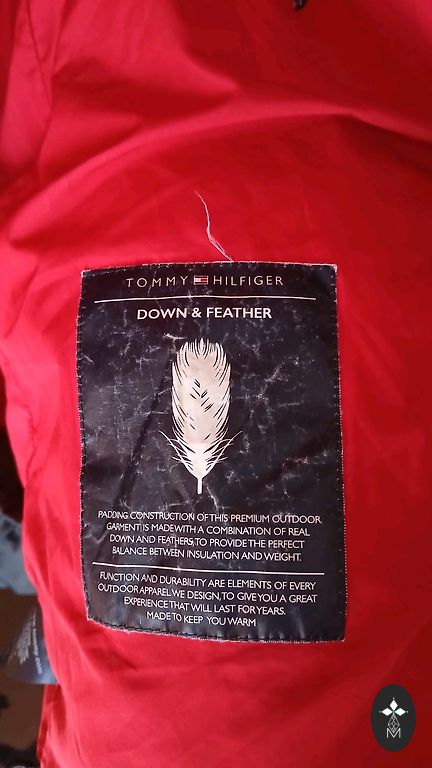 TOMMY HILFIGER
DOWN & FEATHER
PADDING CONSTRUCTION OF THIS PREMIUM OUTDOOR
GARMENT IS MADE WITH A COMBINATION OF REAL
DOWN AND FEATHERS, TO PROVIDE THE PERFECT
BALANCE BETWEEN INSULATION AND WEIGHT.
FUNCTION AND DURABILITY ARE ELEMENTS OF EVERY
OUTDOOR APPAREL WE DESIGN, TO GIVE YOU A GREAT
EXPERIENCE THAT WILL LAST FOR YEARS.
MADE TO KEEP YOU WARM
M